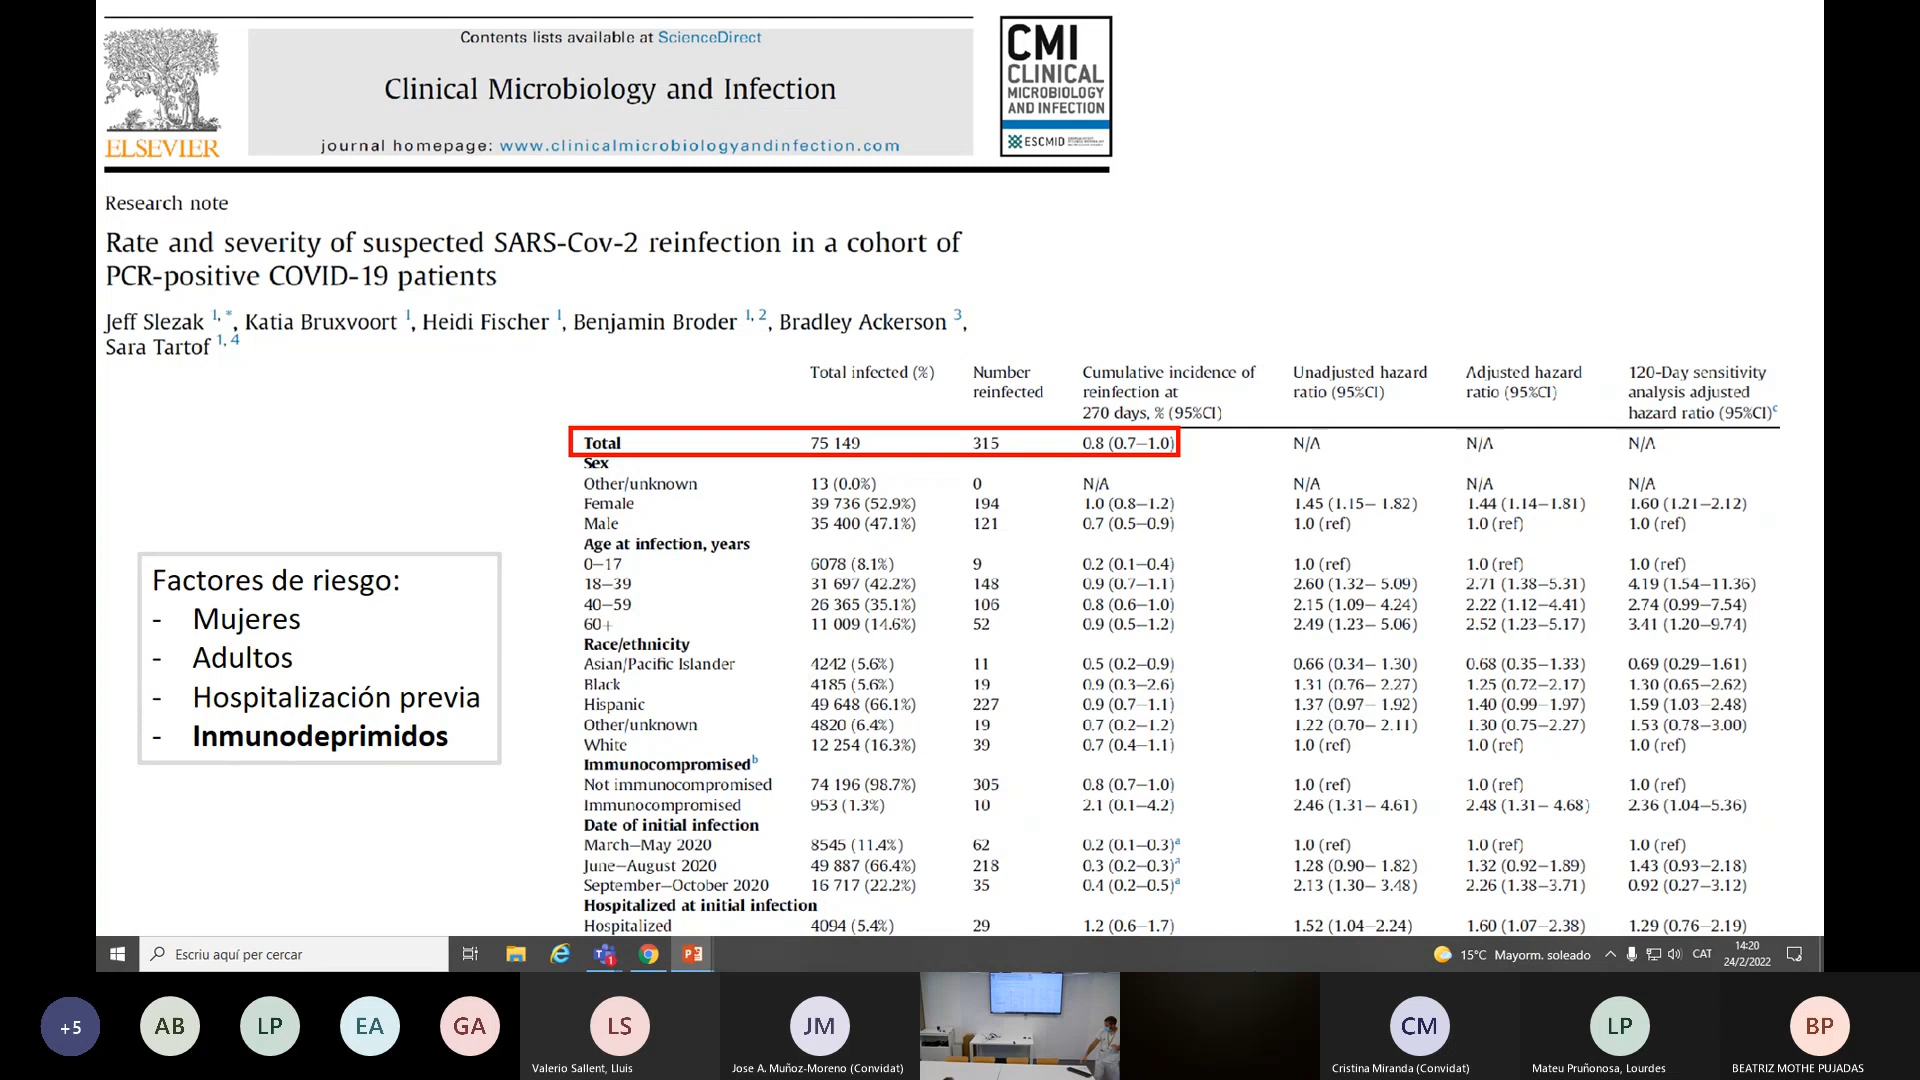 Contents lists available at ScienceDirect
Clinical Microbiology and Infection
journal homepage: www.clinicalmicrobiologyandinfection.com
ELSEVIER
CMI
CLINICAL
MICROBIOLOGY
AND INFECTION
ESCMID
Research note
Rate and severity of suspected SARS-Cov-2 reinfection in a cohort of
PCR-positive COVID-19 patients
Jeff Slezak 1, *, Katia Bruxvoort 1, Heidi Fischer 1, Benjamin Broder 1, 2, Bradley Ackerson 3,
Sara Tartof 1, 4
Total infected (%) Number reinfected Cumulative incidence of reinfection at 270 days, % (95%CI) Unadjusted hazard ratio (95%CI) Adjusted hazard ratio (95%CI) 120-Day sensitivity analysis adjusted hazard ratio (95%CI)c
Total 75 149 315 0.8 (0.7–1.0) N/A N/A N/A
Sex
Other/unknown 13 (0.0%) 0 N/A N/A N/A N/A
Female 39 736 (52.9%) 194 1.0 (0.8–1.2) 1.45 (1.15– 1.82) 1.44 (1.14–1.81) 1.60 (1.21–2.12)
Male 35 400 (47.1%) 121 0.7 (0.5–0.9) 1.0 (ref) 1.0 (ref) 1.0 (ref)
Age at infection, years
0–17 6078 (8.1%) 9 0.2 (0.1–0.4) 1.0 (ref) 1.0 (ref) 1.0 (ref)
18–39 31 697 (42.2%) 148 0.9 (0.7–1.1) 2.60 (1.32– 5.09) 2.71 (1.38–5.31) 4.19 (1.54–11.36)
40–59 26 365 (35.1%) 106 0.8 (0.6–1.0) 2.15 (1.09– 4.24) 2.22 (1.12–4.41) 2.74 (0.99–7.54)
60+ 11 009 (14.6%) 52 0.9 (0.5–1.2) 2.49 (1.23– 5.06) 2.52 (1.23–5.17) 3.41 (1.20–9.74)
Race/ethnicity
Asian/Pacific Islander 4242 (5.6%) 11 0.5 (0.2–0.9) 0.66 (0.34– 1.30) 0.68 (0.35–1.33) 0.69 (0.29–1.61)
Black 4185 (5.6%) 19 0.9 (0.3–2.6) 1.31 (0.76– 2.27) 1.25 (0.72–2.17) 1.30 (0.65–2.62)
Hispanic 49 648 (66.1%) 227 0.9 (0.7–1.1) 1.37 (0.97– 1.92) 1.40 (0.99–1.97) 1.59 (1.03–2.48)
Other/unknown 4820 (6.4%) 19 0.7 (0.2–1.2) 1.22 (0.70– 2.11) 1.30 (0.75–2.27) 1.53 (0.78–3.00)
White 12 254 (16.3%) 39 0.7 (0.4–1.1) 1.0 (ref) 1.0 (ref) 1.0 (ref)
Immunocompromisedb
Not immunocompromised 74 196 (98.7%) 305 0.8 (0.7–1.0) 1.0 (ref) 1.0 (ref) 1.0 (ref)
Immunocompromised 953 (1.3%) 10 2.1 (0.1–4.2) 2.46 (1.31– 4.61) 2.48 (1.31– 4.68) 2.36 (1.04–5.36)
Date of initial infection
March–May 2020 8545 (11.4%) 62 0.2 (0.1–0.3)a 1.0 (ref) 1.0 (ref) 1.0 (ref)
June–August 2020 49 887 (66.4%) 218 0.3 (0.2–0.3)a 1.28 (0.90– 1.82) 1.32 (0.92–1.89) 1.43 (0.93–2.18)
September–October 2020 16 717 (22.2%) 35 0.4 (0.2–0.5)a 2.13 (1.30– 3.48) 2.26 (1.38–3.71) 0.92 (0.27–3.12)
Hospitalized at initial infection
Hospitalized 4094 (5.4%) 29 1.2 (0.6–1.7) 1.52 (1.04–2.24) 1.60 (1.07–2.38) 1.29 (0.76–2.19)
Factores de riesgo:
- Mujeres
- Adultos
- Hospitalización previa
- Inmunodeprimidos
Escriu aquí per cercar
15°C Mayorm. soleado CAT 14:20
24/2/2022
+5 AB LP EA GA LS JM CM LP BP
Valerio Sallent, Lluis Jose A. Muñoz-Moreno (Convidat) Cristina Miranda (Convidat) Mateu Pruñonosa, Lourdes BEATRIZ MOTHE PUJADAS